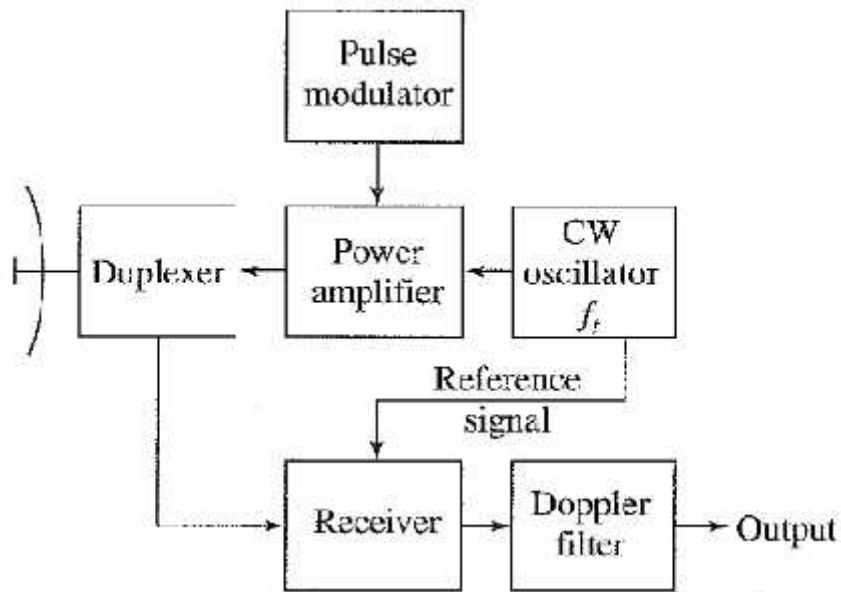 Pulse
modulator
Duplexer
Power
amplifier
CW
oscillator
f_t
Reference
signal
Receiver
Doppler
filter
Output